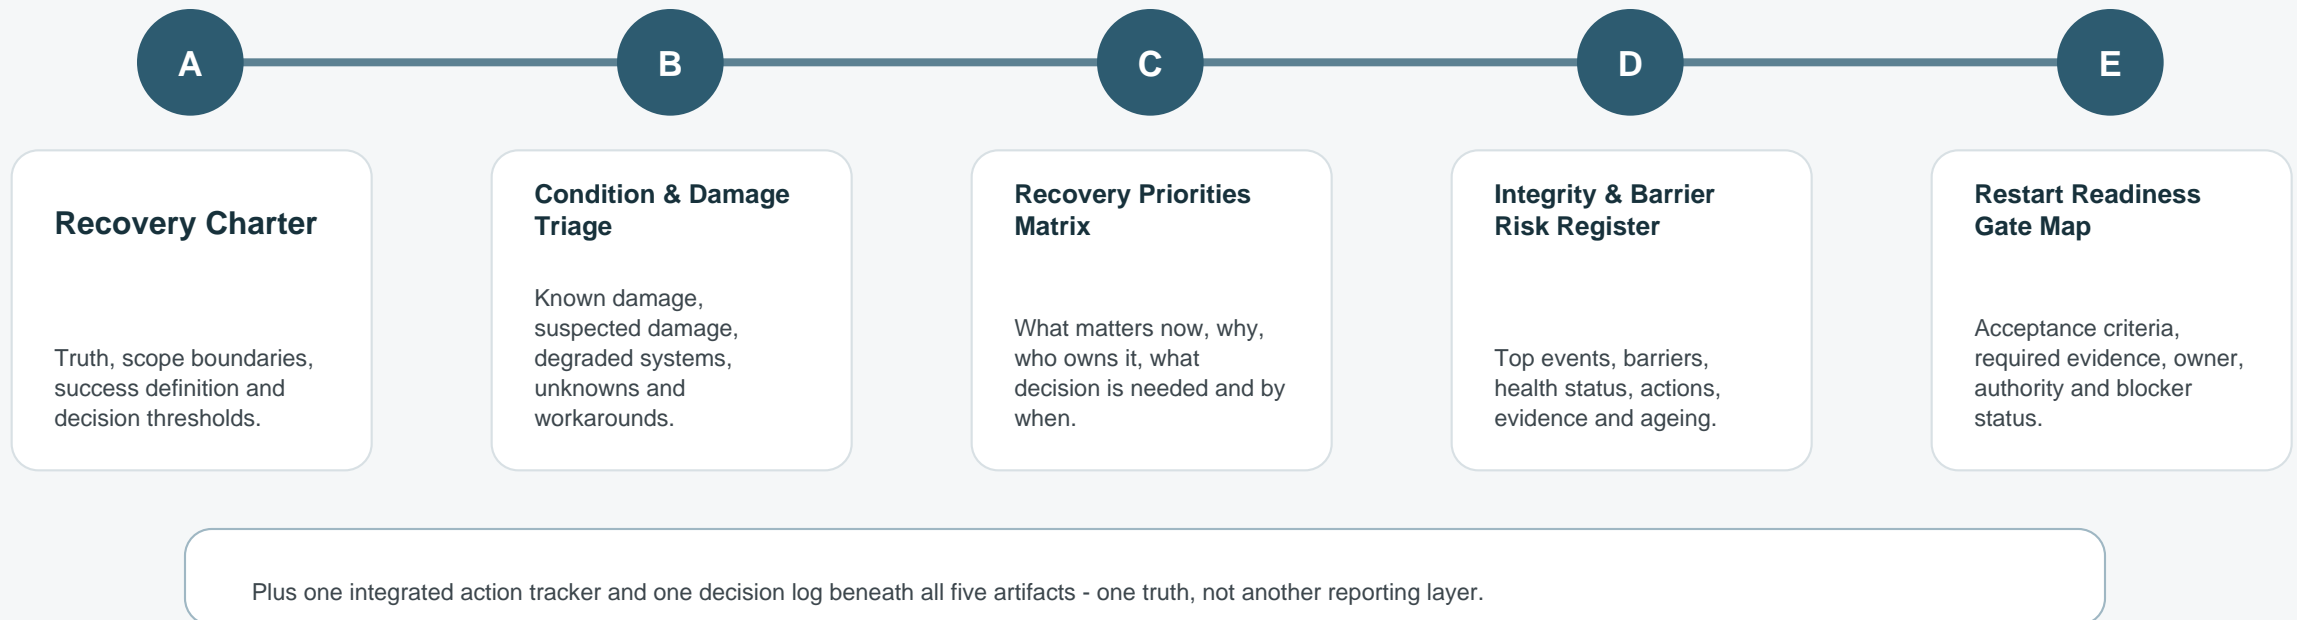 A
B
C
D
E
Recovery Charter
Truth, scope boundaries,
success definition and
decision thresholds.
Condition & Damage
Triage
Known damage,
suspected damage,
degraded systems,
unknowns and
workarounds.
Recovery Priorities
Matrix
What matters now, why,
who owns it, what
decision is needed and by
when.
Integrity & Barrier
Risk Register
Top events, barriers,
health status, actions,
evidence and ageing.
Restart Readiness
Gate Map
Acceptance criteria,
required evidence, owner,
authority and blocker
status.
Plus one integrated action tracker and one decision log beneath all five artifacts - one truth, not another reporting layer.